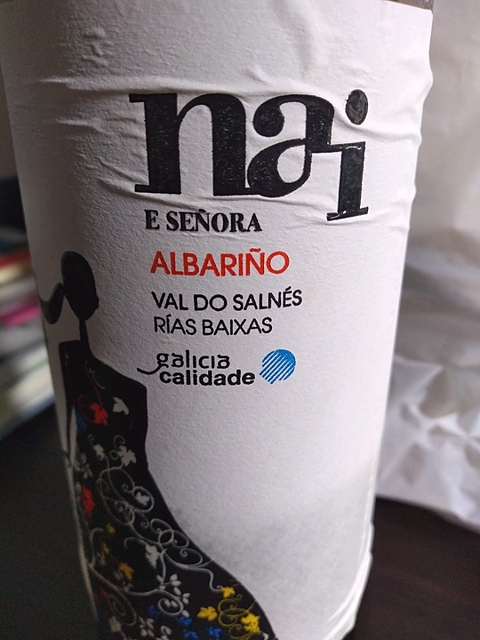 nai
E SEÑORA
ALBARIÑO
VAL DO SALNÉS
RÍAS BAIXAS
galicia
calidade